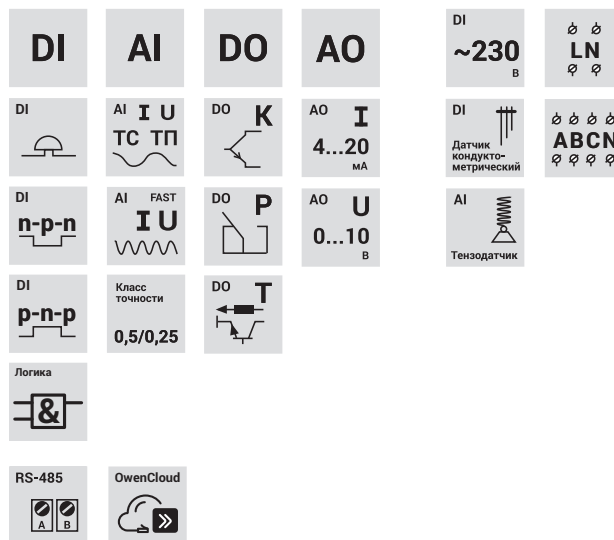 DI
AI
DO
AO
DI
~230
В
LN
DI
AI I U
ТС ТП
DO K
AO I
4...20
мА
DI
Датчик
кондукто-
метрический
ABCN
DI
n-p-n
AI FAST
I U
DO P
AO U
0...10
В
AI
Тензодатчик
DI
p-n-p
Класс
точности
0,5/0,25
DO T
Логика
&
RS-485
A B
OwenCloud